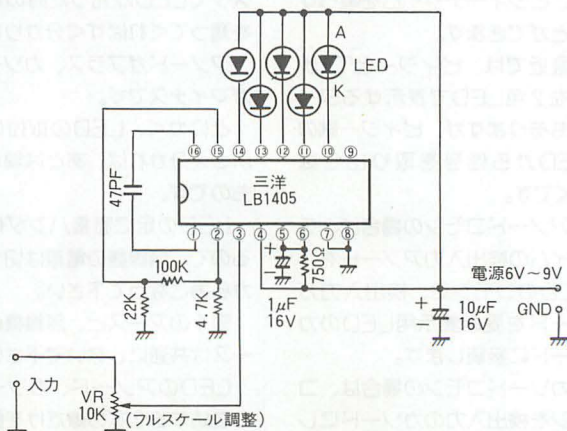 A
LED
K
⑯ ⑮ ⑭ ⑬ ⑫ ⑪ ⑩ ⑨
47PF
三洋
LB1405
① ② ③ ④ ⑤ ⑥ ⑦ ⑧
100K
22K
4.7K
+
-
1μF
16V
750Ω
電源6V~9V
+
10μF
16V
GND
入力
VR
10K
(フルスケール調整)